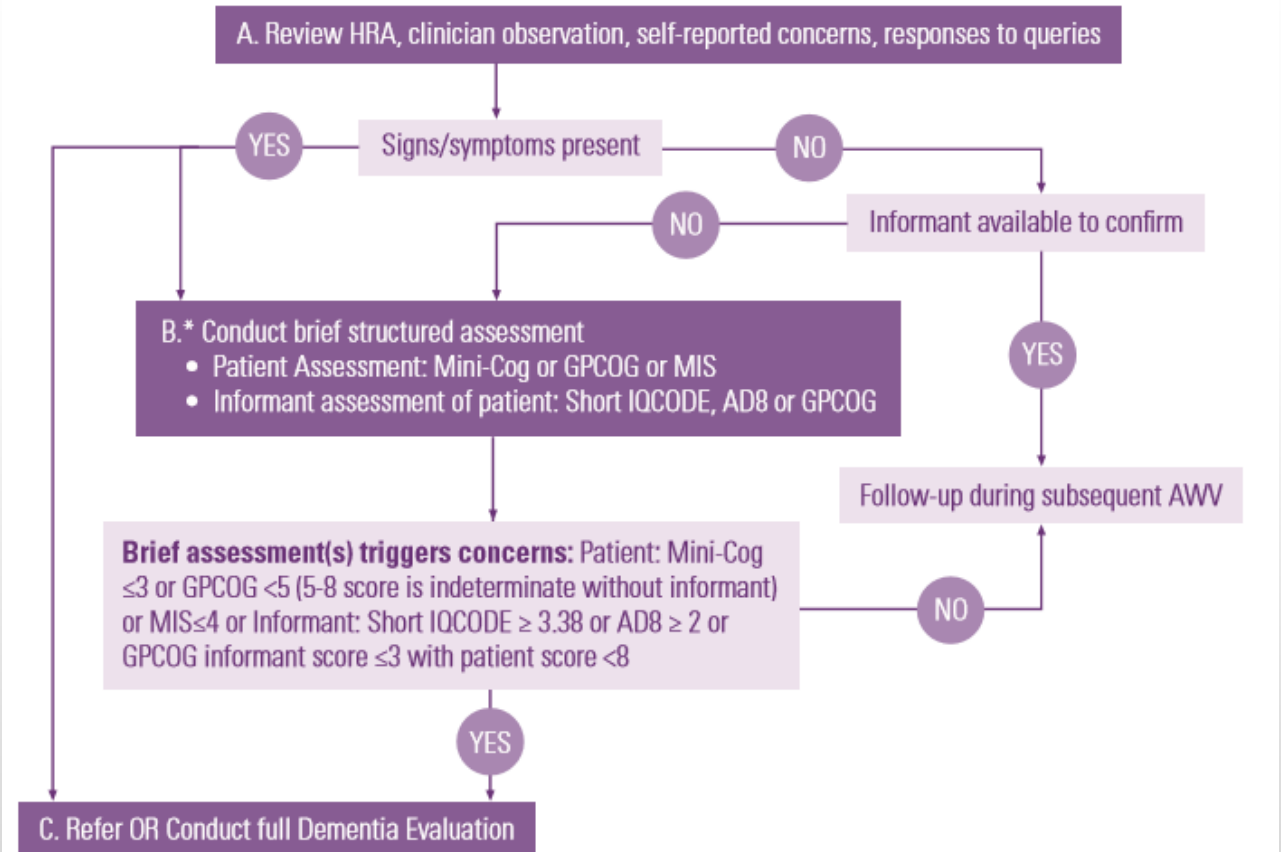 A. Review HRA, clinician observation, self-reported concerns, responses to queries
YES
Signs/symptoms present
NO
NO
Informant available to confirm
B.* Conduct brief structured assessment
• Patient Assessment: Mini-Cog or GPCOG or MIS
• Informant assessment of patient: Short IQCODE, AD8 or GPCOG
YES
Follow-up during subsequent AWV
Brief assessment(s) triggers concerns: Patient: Mini-Cog
≤3 or GPCOG <5 (5-8 score is indeterminate without informant)
or MIS≤4 or Informant: Short IQCODE ≥ 3.38 or AD8 ≥ 2 or
GPCOG informant score ≤3 with patient score <8
NO
YES
C. Refer OR Conduct full Dementia Evaluation